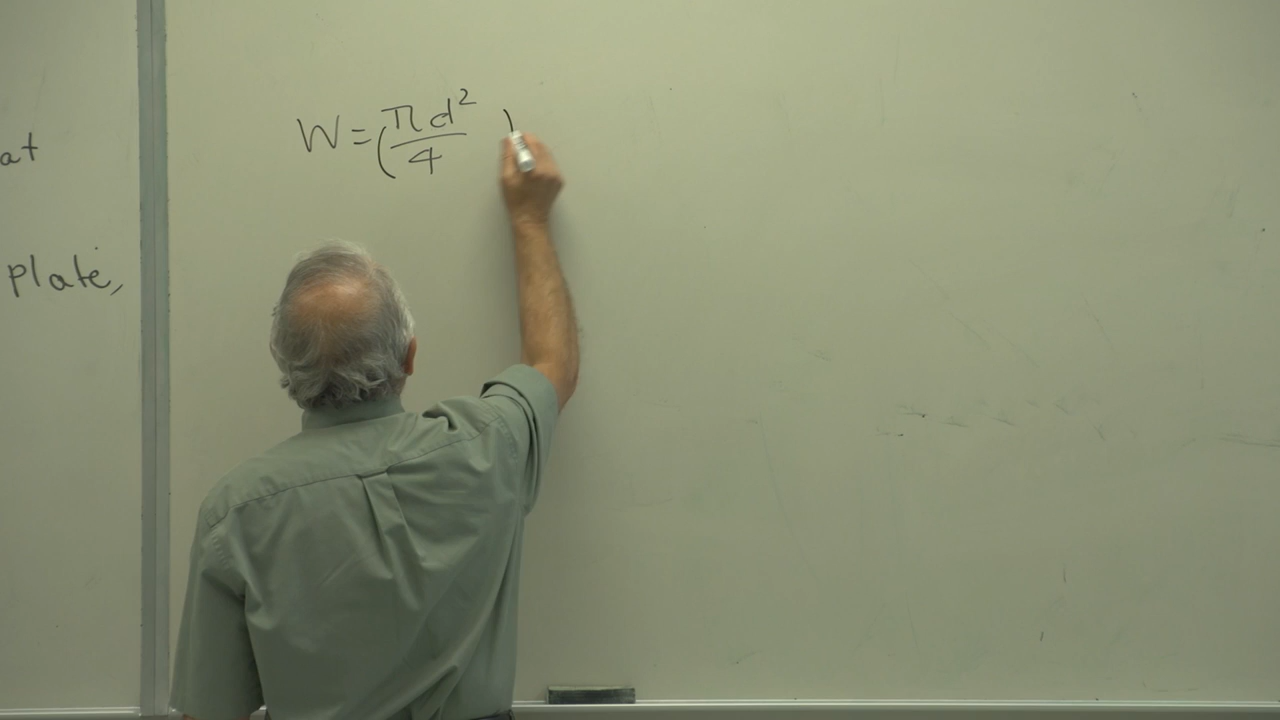 at
plate,
W = (πd²/4 )